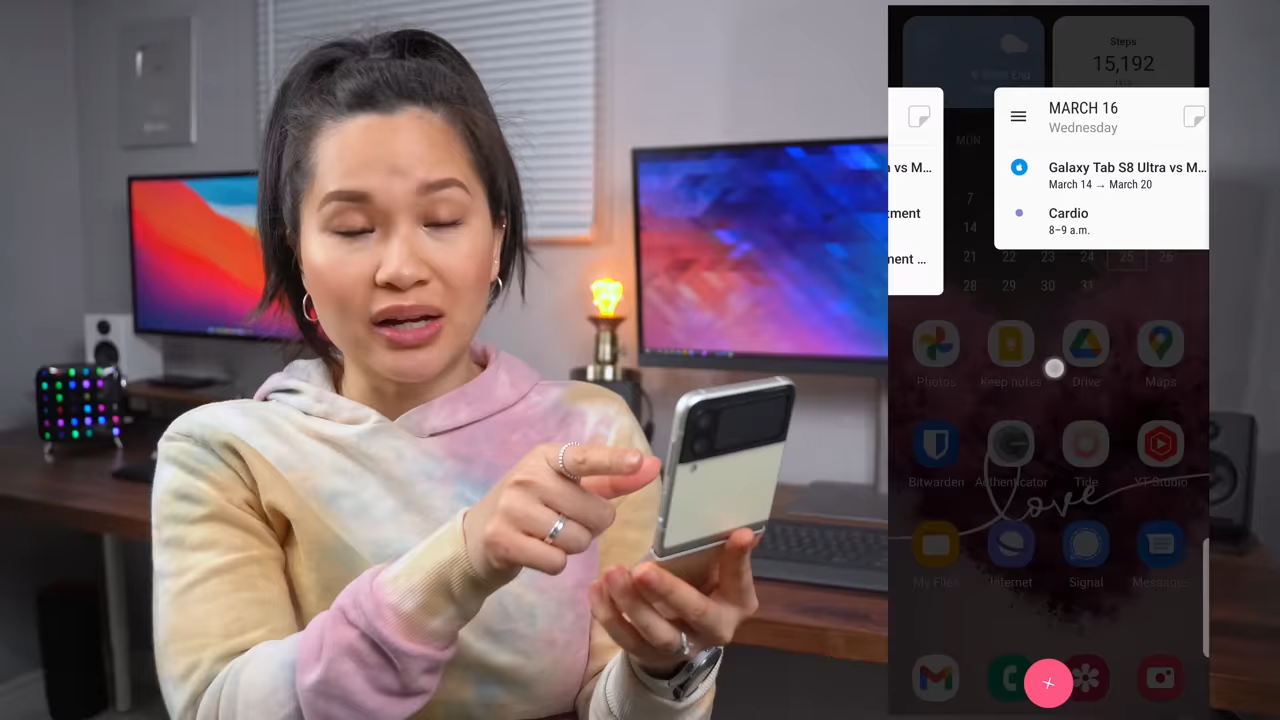 Steps
15,192
MARCH 16
Wednesday
Galaxy Tab S8 Ultra vs M...
March 14 → March 20
Cardio
8–9 a.m.
a vs M...
tment
ment ...
MON
7
14
21 22 23 24 25 26
28 29 30 31
Photos Keep notes Drive Maps
Bitwarden Authenticator Tide YT Studio
love
My Files Internet Signal Messages